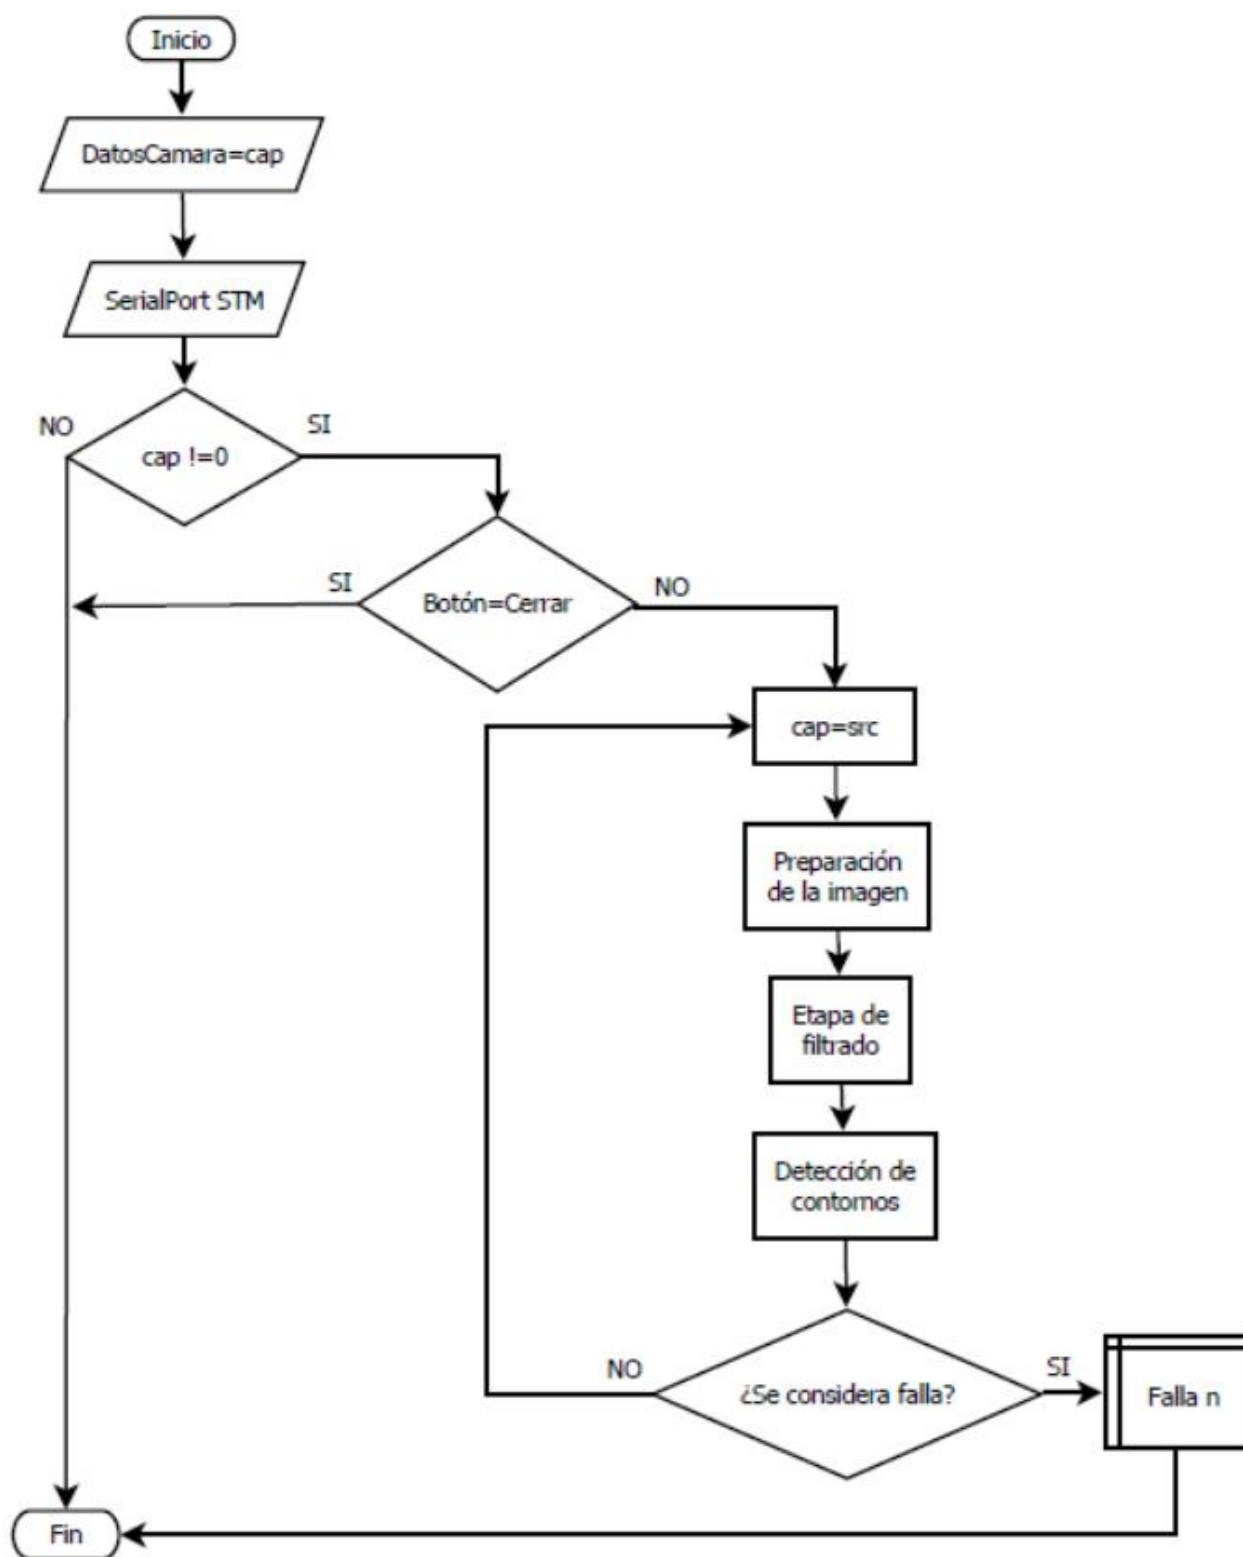 Inicio
DatosCamara=cap
SerialPort STM
NO
SI
cap !=0
SI
NO
Botón=Cerrar
cap=src
Preparación
de la imagen
Etapa de
filtrado
Detección de
contornos
NO
SI
¿Se considera falla?
Falla n
Fin